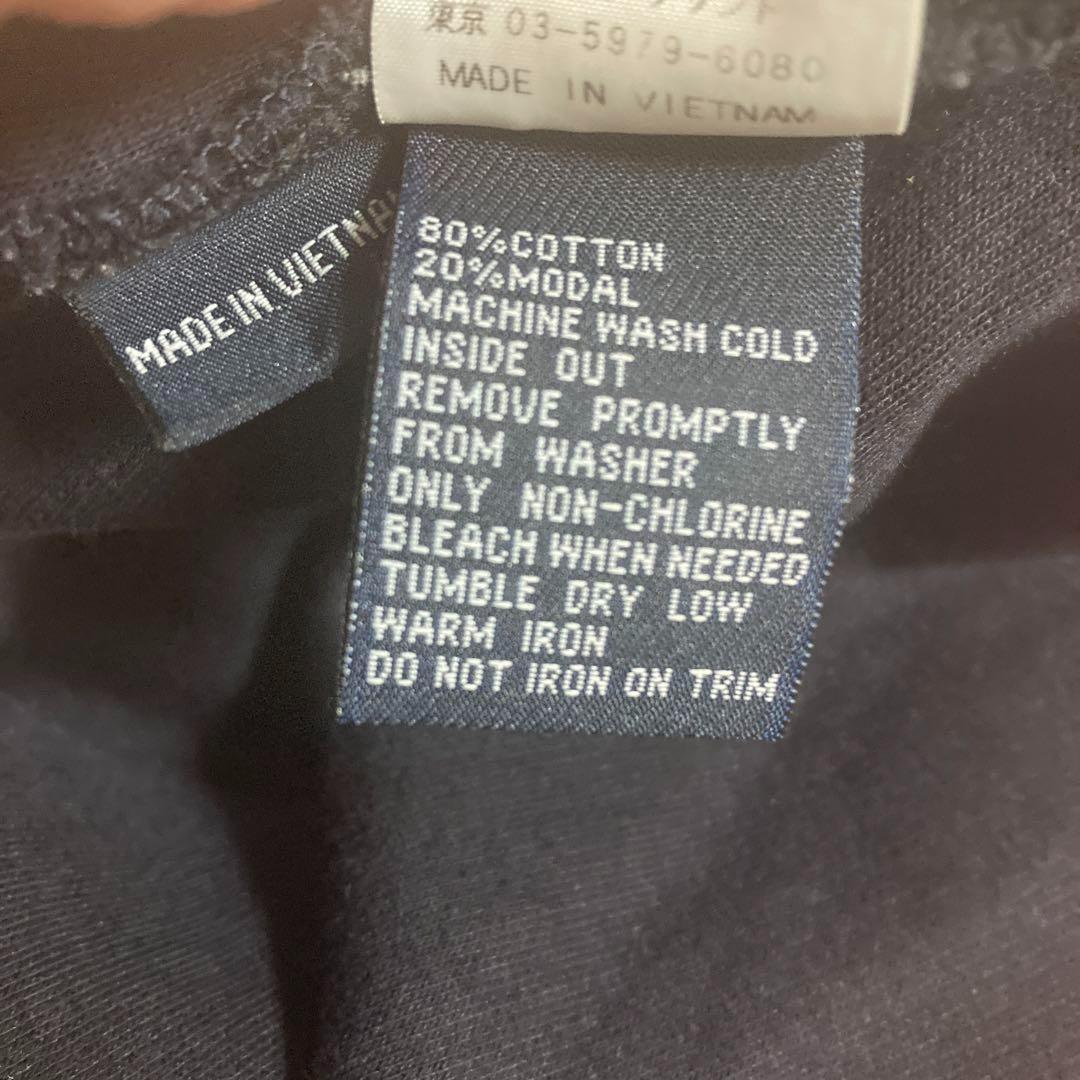 東京 03-5979-6080
MADE IN VIETNAM
MADE IN VIETNA
80%COTTON
20%MODAL
MACHINE WASH COLD
INSIDE OUT
REMOVE PROMPTLY
FROM WASHER
ONLY NON-CHLORINE
BLEACH WHEN NEEDED
TUMBLE DRY LOW
WARM IRON
DO NOT IRON ON TRIM